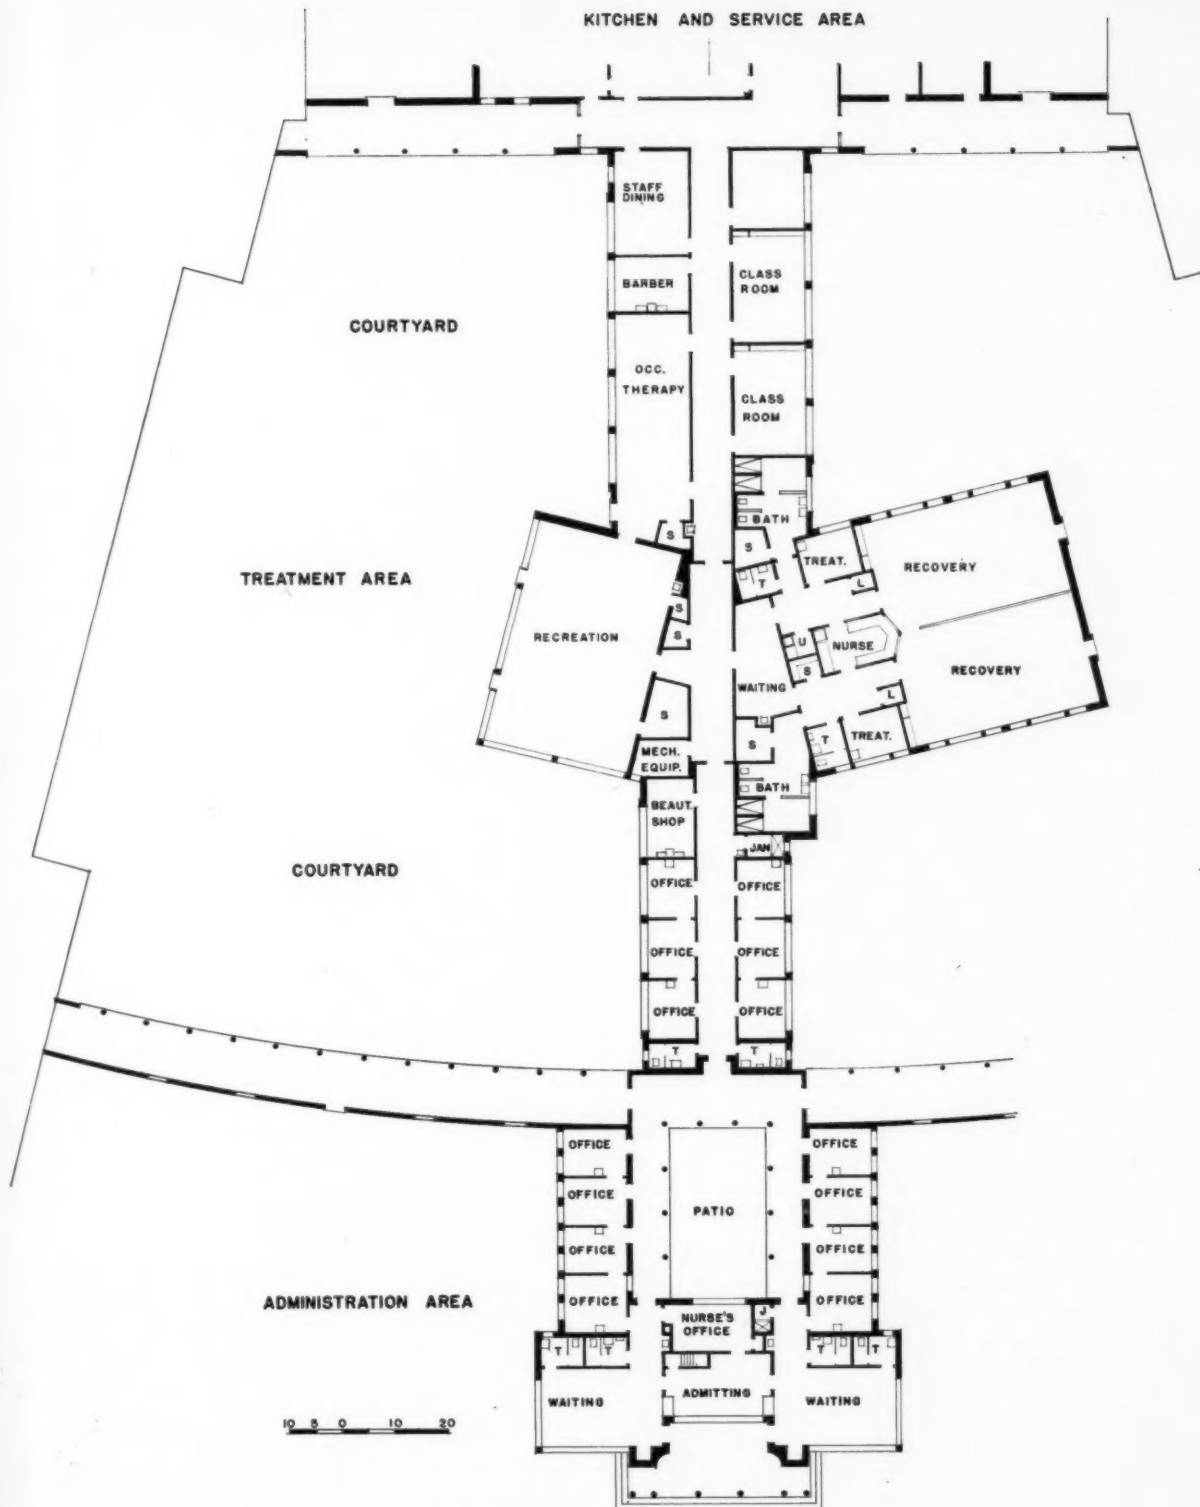 KITCHEN AND SERVICE AREA
STAFF
DINING
BARBER
CLASS
ROOM
COURTYARD
OCC.
THERAPY
CLASS
ROOM
BATH
S
S
TREAT.
T
L
RECOVERY
TREATMENT AREA
RECREATION
S
S
U
NURSE
S
WAITING
RECOVERY
L
S
S
T
TREAT.
MECH.
EQUIP.
BATH
BEAUT.
SHOP
JAN
COURTYARD
OFFICE
OFFICE
OFFICE
OFFICE
OFFICE
OFFICE
T
T
OFFICE
OFFICE
OFFICE
OFFICE
PATIO
OFFICE
OFFICE
OFFICE
OFFICE
ADMINISTRATION AREA
NURSE'S
OFFICE
J
T
T
T
T
WAITING
ADMITTING
WAITING
10 5 0 10 20